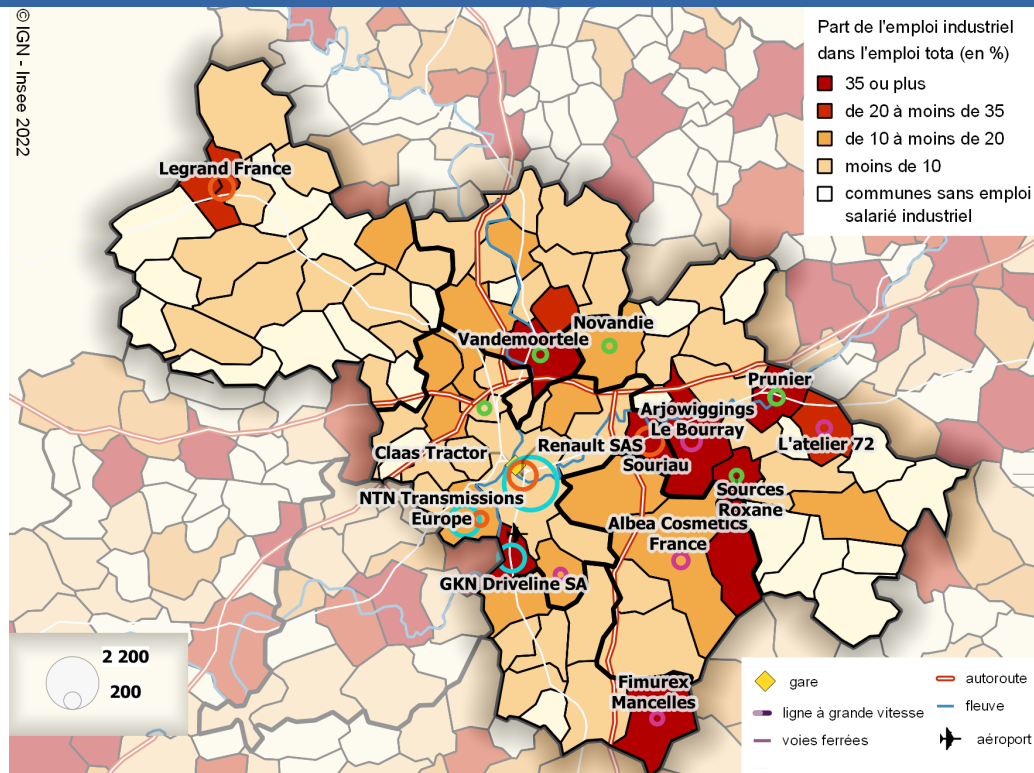 © IGN - Insee 2022
Part de l'emploi industriel
dans l'emploi tota (en %)
35 ou plus
de 20 à moins de 35
de 10 à moins de 20
moins de 10
communes sans emploi
salarié industriel
Legrand France
Novandie
Vandemoortele
Prunier
Arjowiggings
Le Bourray
L'atelier 72
Renault SAS
Souriau
Claas Tractor
Sources
Roxane
NTN Transmissions
Europe
Albea Cosmetics
France
GKN Driveline SA
Fimurex
Mancelles
2 200
200
gare
ligne à grande vitesse
voies ferrées
autoroute
fleuve
aéroport